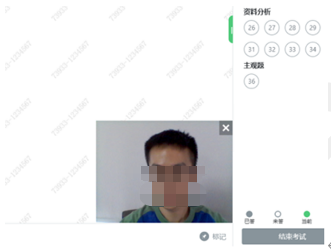 资料分析
26 27 28 29
31 32 33 34
主观题
36
标记
已答 未答 当前
结束考试